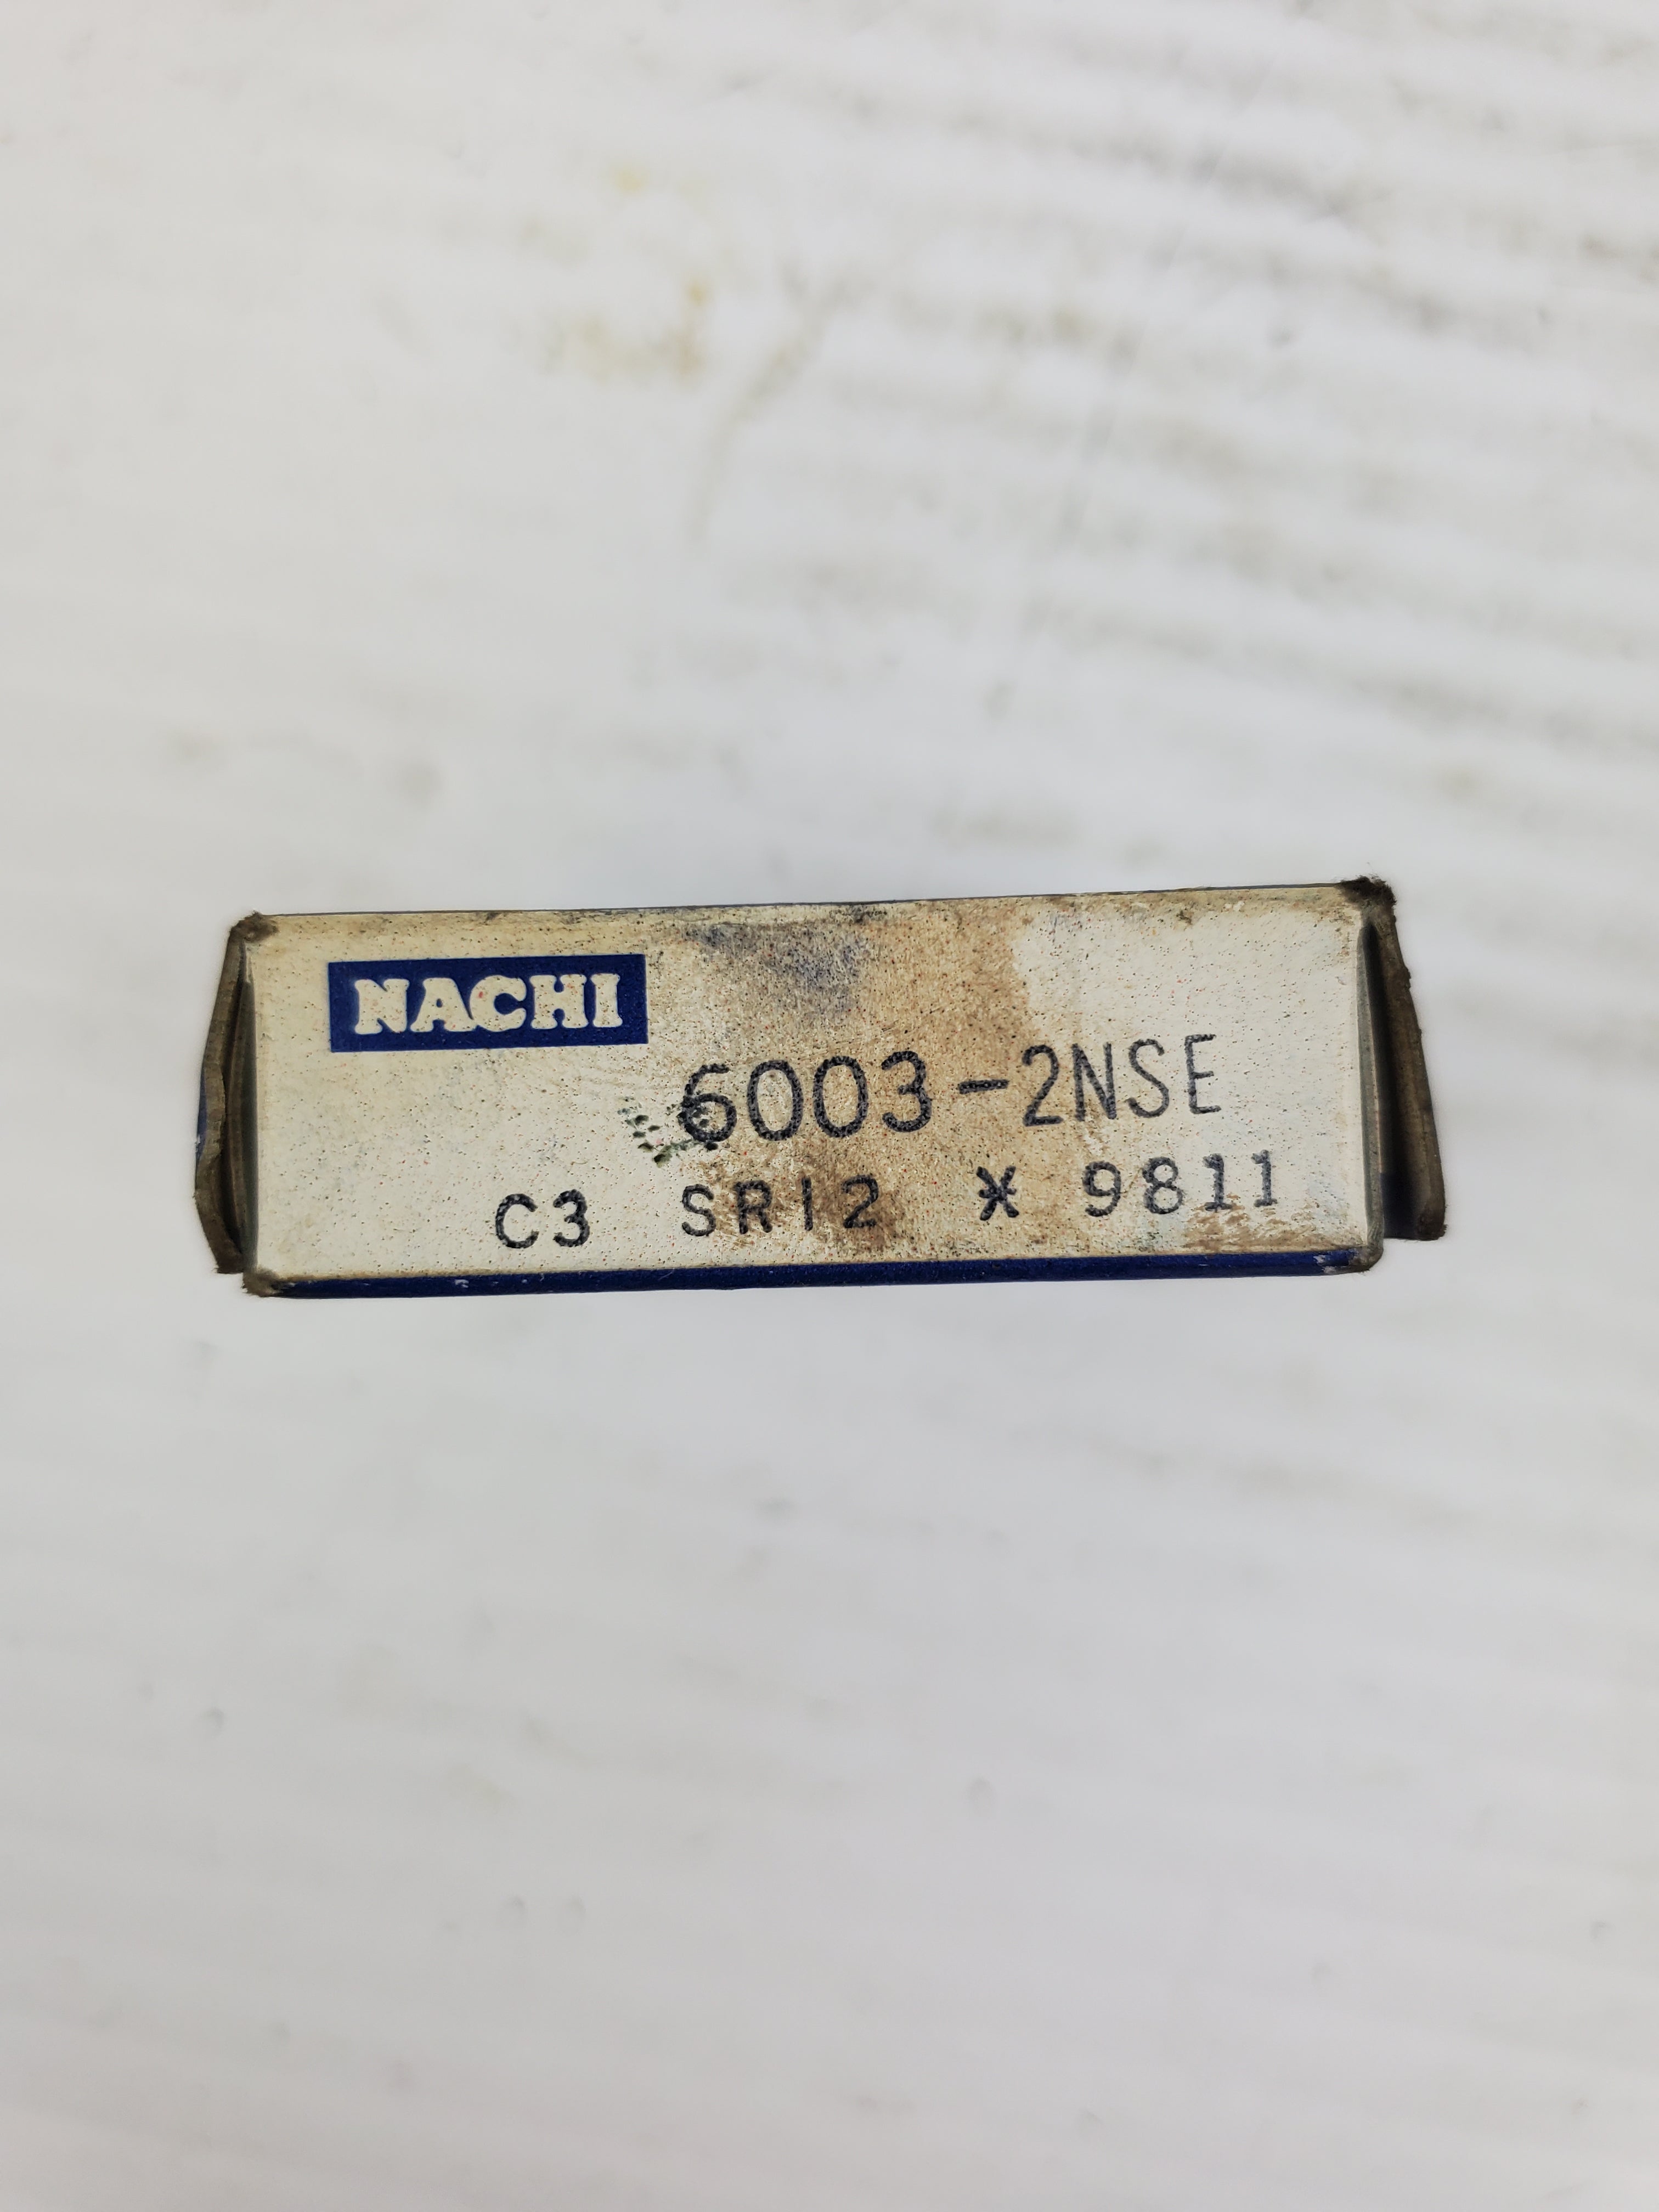 NACHI
6003-2NSE
C3 SR12 * 9811